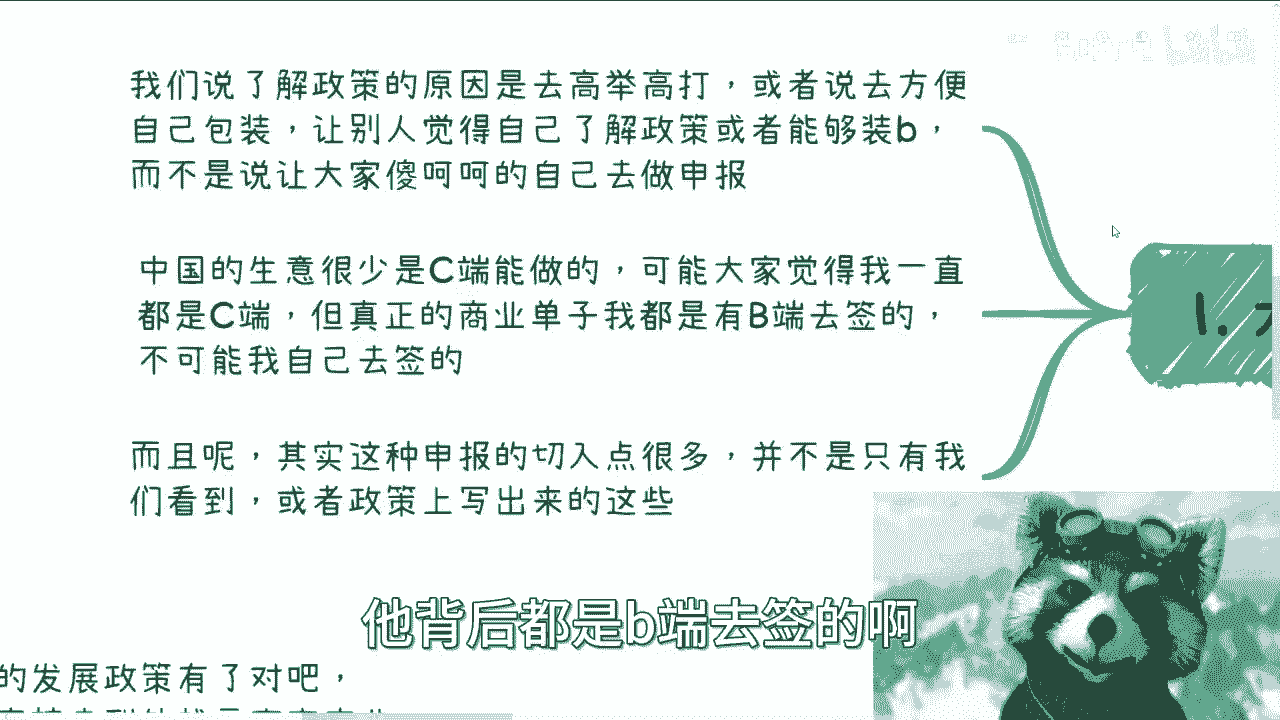 我们说了解政策的原因是去高举高打，或者说去方便
自己包装，让别人觉得自己了解政策或者能够装b，
而不是说让大家傻呵呵的自己去做申报
中国的生意很少是C端能做的，可能大家觉得我一直
都是C端，但真正的商业单子我都是有B端去签的，
不可能我自己去签的
1.
而且呢，其实这种申报的切入点很多，并不是只有我
们看到，或者政策上写出来的这些
他背后都是b端去签的啊
的发展政策有了对吧，